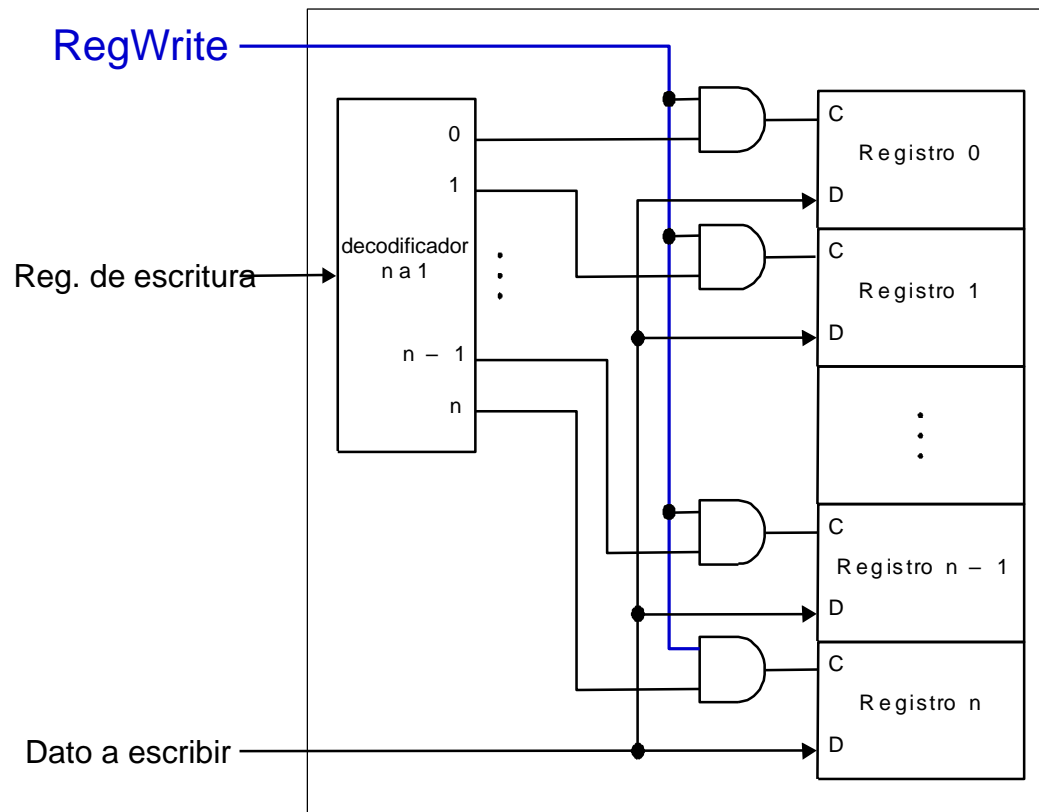 RegWrite
0
1
decodificador
n a 1
n – 1
n
Reg. de escritura
C
Registro 0
D
C
Registro 1
D
C
Registro n – 1
D
C
Registro n
D
Dato a escribir